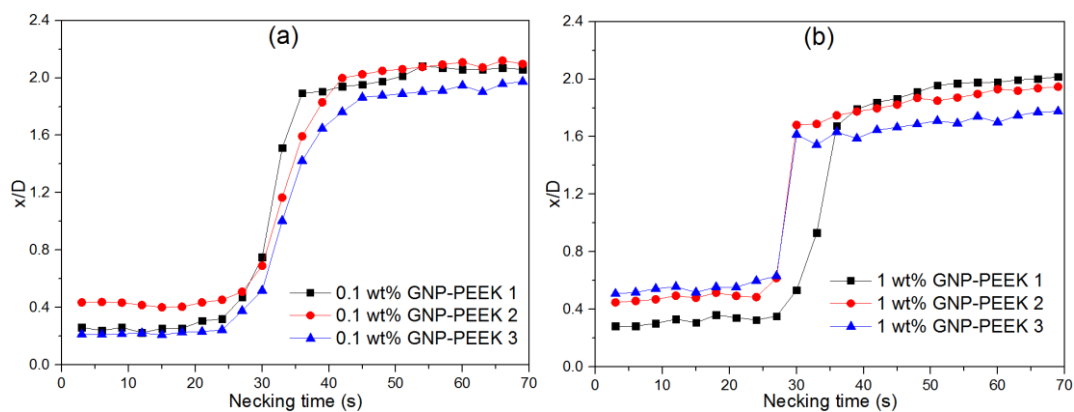 (a)
x/D
2.4
2.0
1.6
1.2
0.8
0.4
0.0
0.1 wt% GNP-PEEK 1
0.1 wt% GNP-PEEK 2
0.1 wt% GNP-PEEK 3
0 10 20 30 40 50 60 70
Necking time (s)
(b)
x/D
2.4
2.0
1.6
1.2
0.8
0.4
0.0
1 wt% GNP-PEEK 1
1 wt% GNP-PEEK 2
1 wt% GNP-PEEK 3
0 10 20 30 40 50 60 70
Necking time (s)